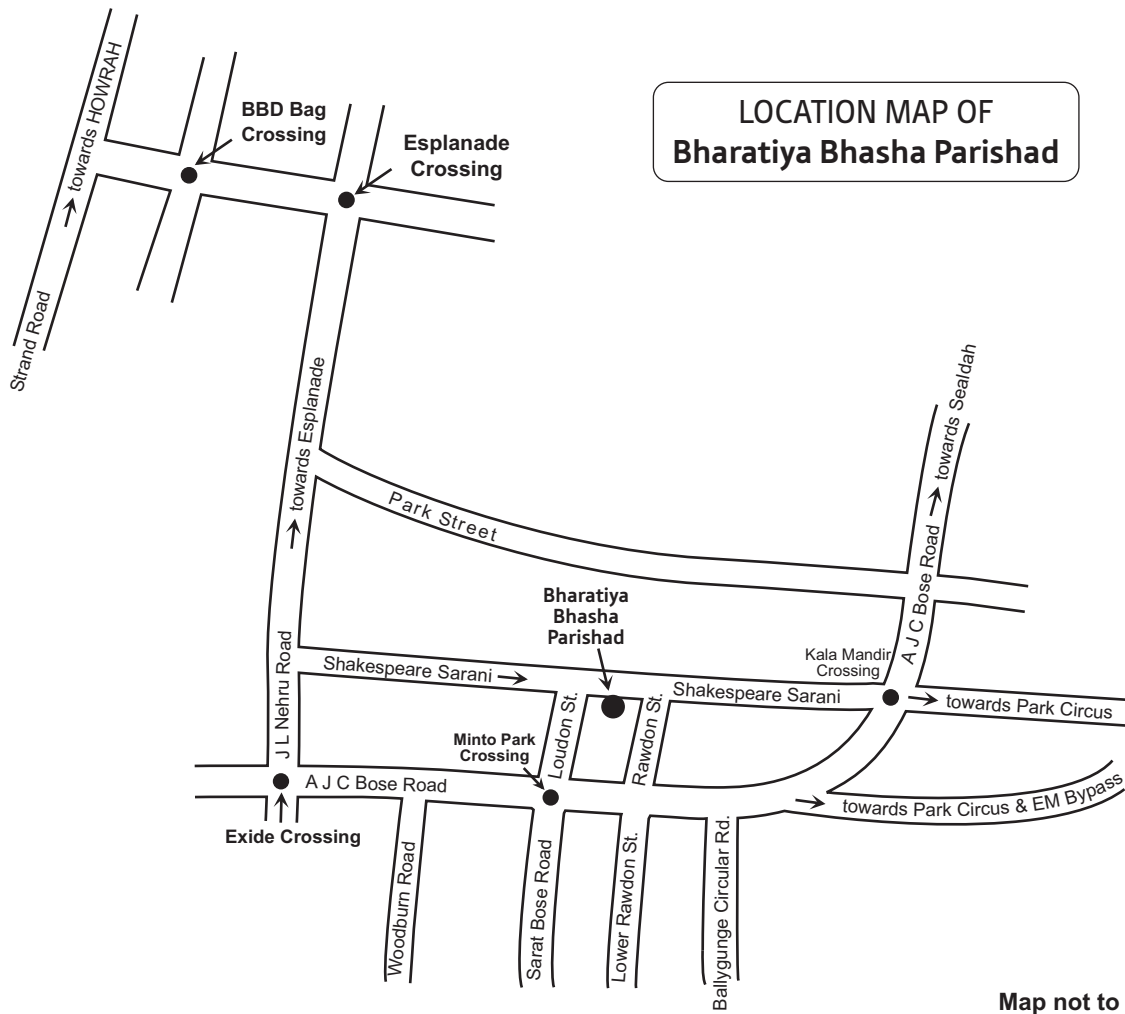 LOCATION MAP OF
Bharatiya Bhasha Parishad
BBD Bag
Crossing
Esplanade
Crossing
towards HOWRAH
Strand Road
towards Esplanade
J L Nehru Road
Park Street
towards Sealdah
A J C Bose Road
Bharatiya
Bhasha
Parishad
Kala Mandir
Crossing
Shakespeare Sarani
Shakespeare Sarani
towards Park Circus
Loudon St.
Rawdon St.
Minto Park
Crossing
A J C Bose Road
towards Park Circus & EM Bypass
Exide Crossing
Woodburn Road
Sarat Bose Road
Lower Rawdon St.
Ballygunge Circular Rd.
Map not to